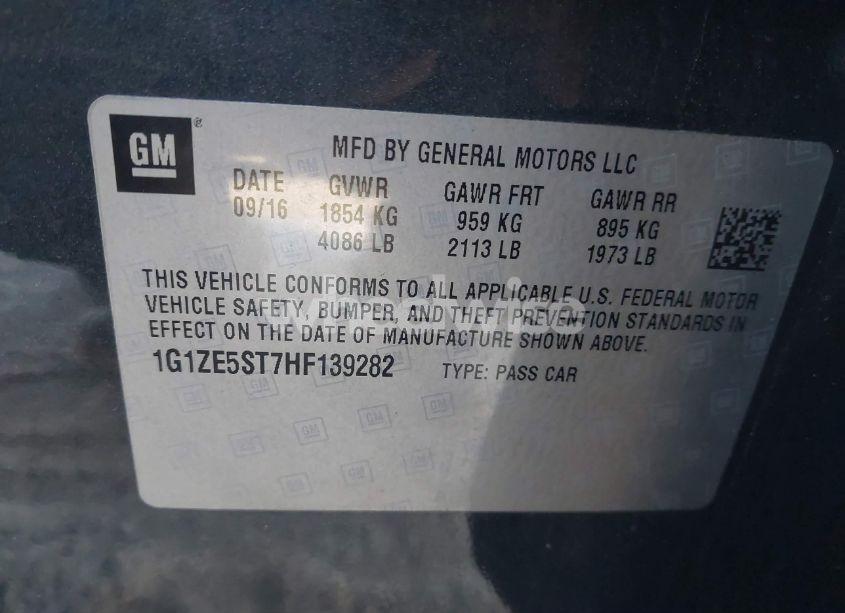 GM
MFD BY GENERAL MOTORS LLC
DATE GVWR GAWR FRT GAWR RR
09/16 1854 KG 959 KG 895 KG
4086 LB 2113 LB 1973 LB
THIS VEHICLE CONFORMS TO ALL APPLICABLE U.S. FEDERAL MOTOR
VEHICLE SAFETY, BUMPER, AND THEFT PREVENTION STANDARDS IN
EFFECT ON THE DATE OF MANUFACTURE SHOWN ABOVE.
1G1ZE5ST7HF139282 TYPE: PASS CAR